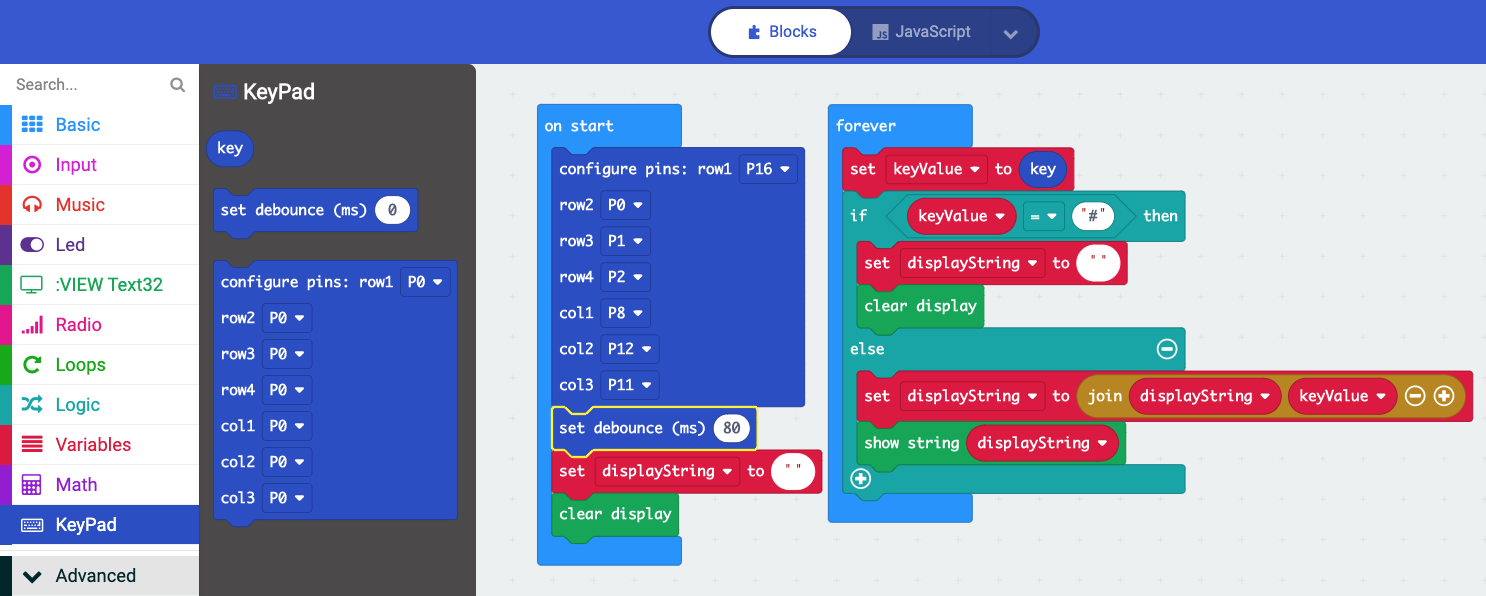 Blocks
JS JavaScript
Search...
Basic
Input
Music
Led
:VIEW Text32
Radio
Loops
Logic
Variables
Math
KeyPad
Advanced
KeyPad
key
set debounce (ms) 0
configure pins: row1 P0
row2 P0
row3 P0
row4 P0
col1 P0
col2 P0
col3 P0
on start
configure pins: row1 P16
row2 P0
row3 P1
row4 P2
col1 P8
col2 P12
col3 P11
set debounce (ms) 80
set displayString to " "
clear display
forever
set keyValue to key
if keyValue = "#" then
set displayString to " "
clear display
else
set displayString to join displayString keyValue
show string displayString